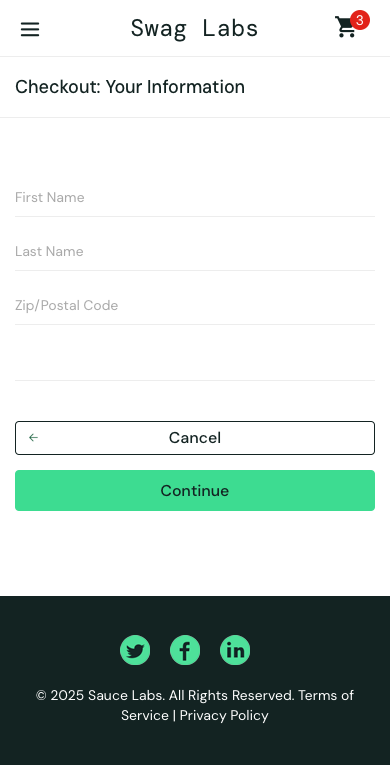 Swag Labs
3
Checkout: Your Information
First Name
Last Name
Zip/Postal Code
Cancel
Continue
© 2025 Sauce Labs. All Rights Reserved. Terms of
Service | Privacy Policy